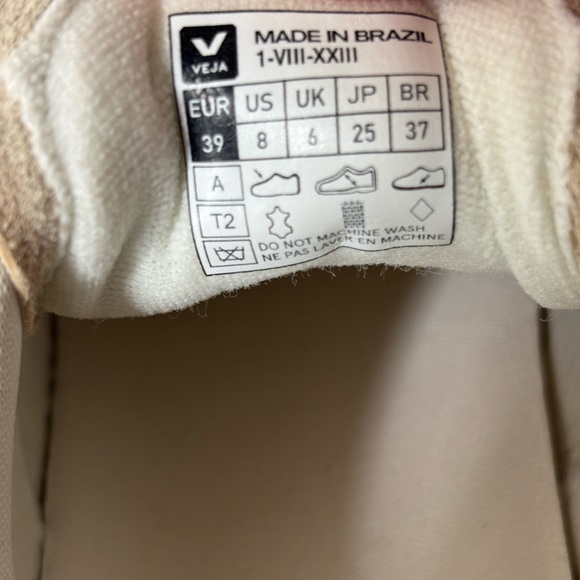 VEJA
MADE IN BRAZIL
1-VIII-XXIII
EUR US UK JP BR
39 8 6 25 37
A
T2
DO NOT MACHINE WASH
NE PAS LAVER EN MACHINE